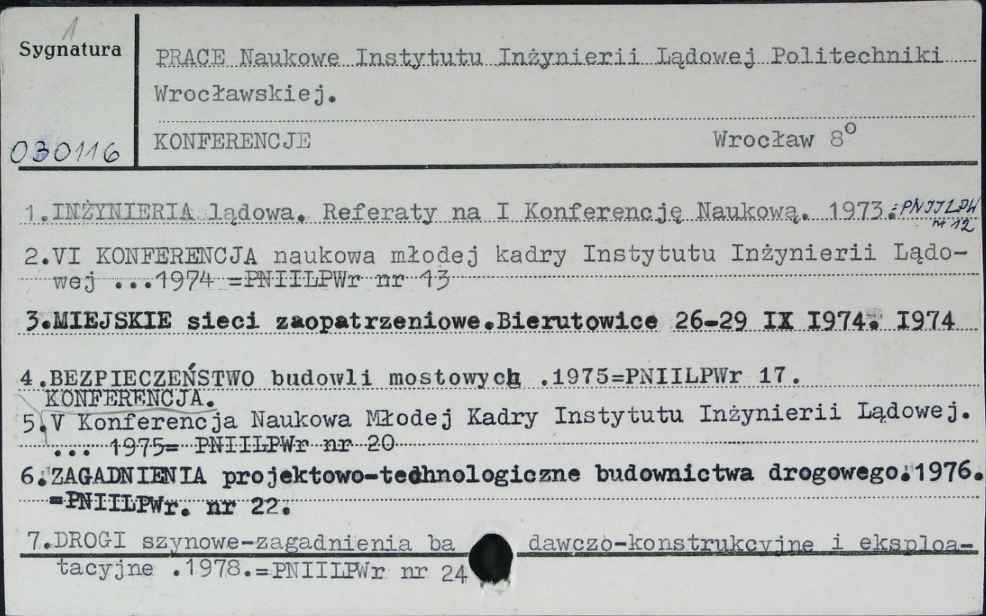 1
Sygnatura
PRACE Naukowe Instytutu Inżynierii Lądowej Politechniki
Wrocławskiej.
030116
KONFERENCJE Wrocław 8°
1.INŻYNIERIA lądowa. Referaty na I Konferencję Naukową. 1973.=PNIILPW
nr 12
2.VI KONFERENCJA naukowa młodej kadry Instytutu Inżynierii Lądo-
wej ...1974 =PNIILPWr nr 13
3.MIEJSKIE sieci zaopatrzeniowe.Bierutowice 26-29 IX I974. I974
4.BEZPIECZEŃSTWO budowli mostowych .1975=PNIILPWr 17.
KONFERENCJA.
5.V Konferencja Naukowa Młodej Kadry Instytutu Inżynierii Lądowej.
... 1975= PNIILPWr nr 20
6.ZAGADNIENIA projektowo-technologiczne budownictwa drogowego.1976.
=PNIILPWr. nr 22.
7.DROGI szynowe-zagadnienia ba dawczo-konstrukcyjne i eksploa-
tacyjne .1978.=PNIILPWr nr 24